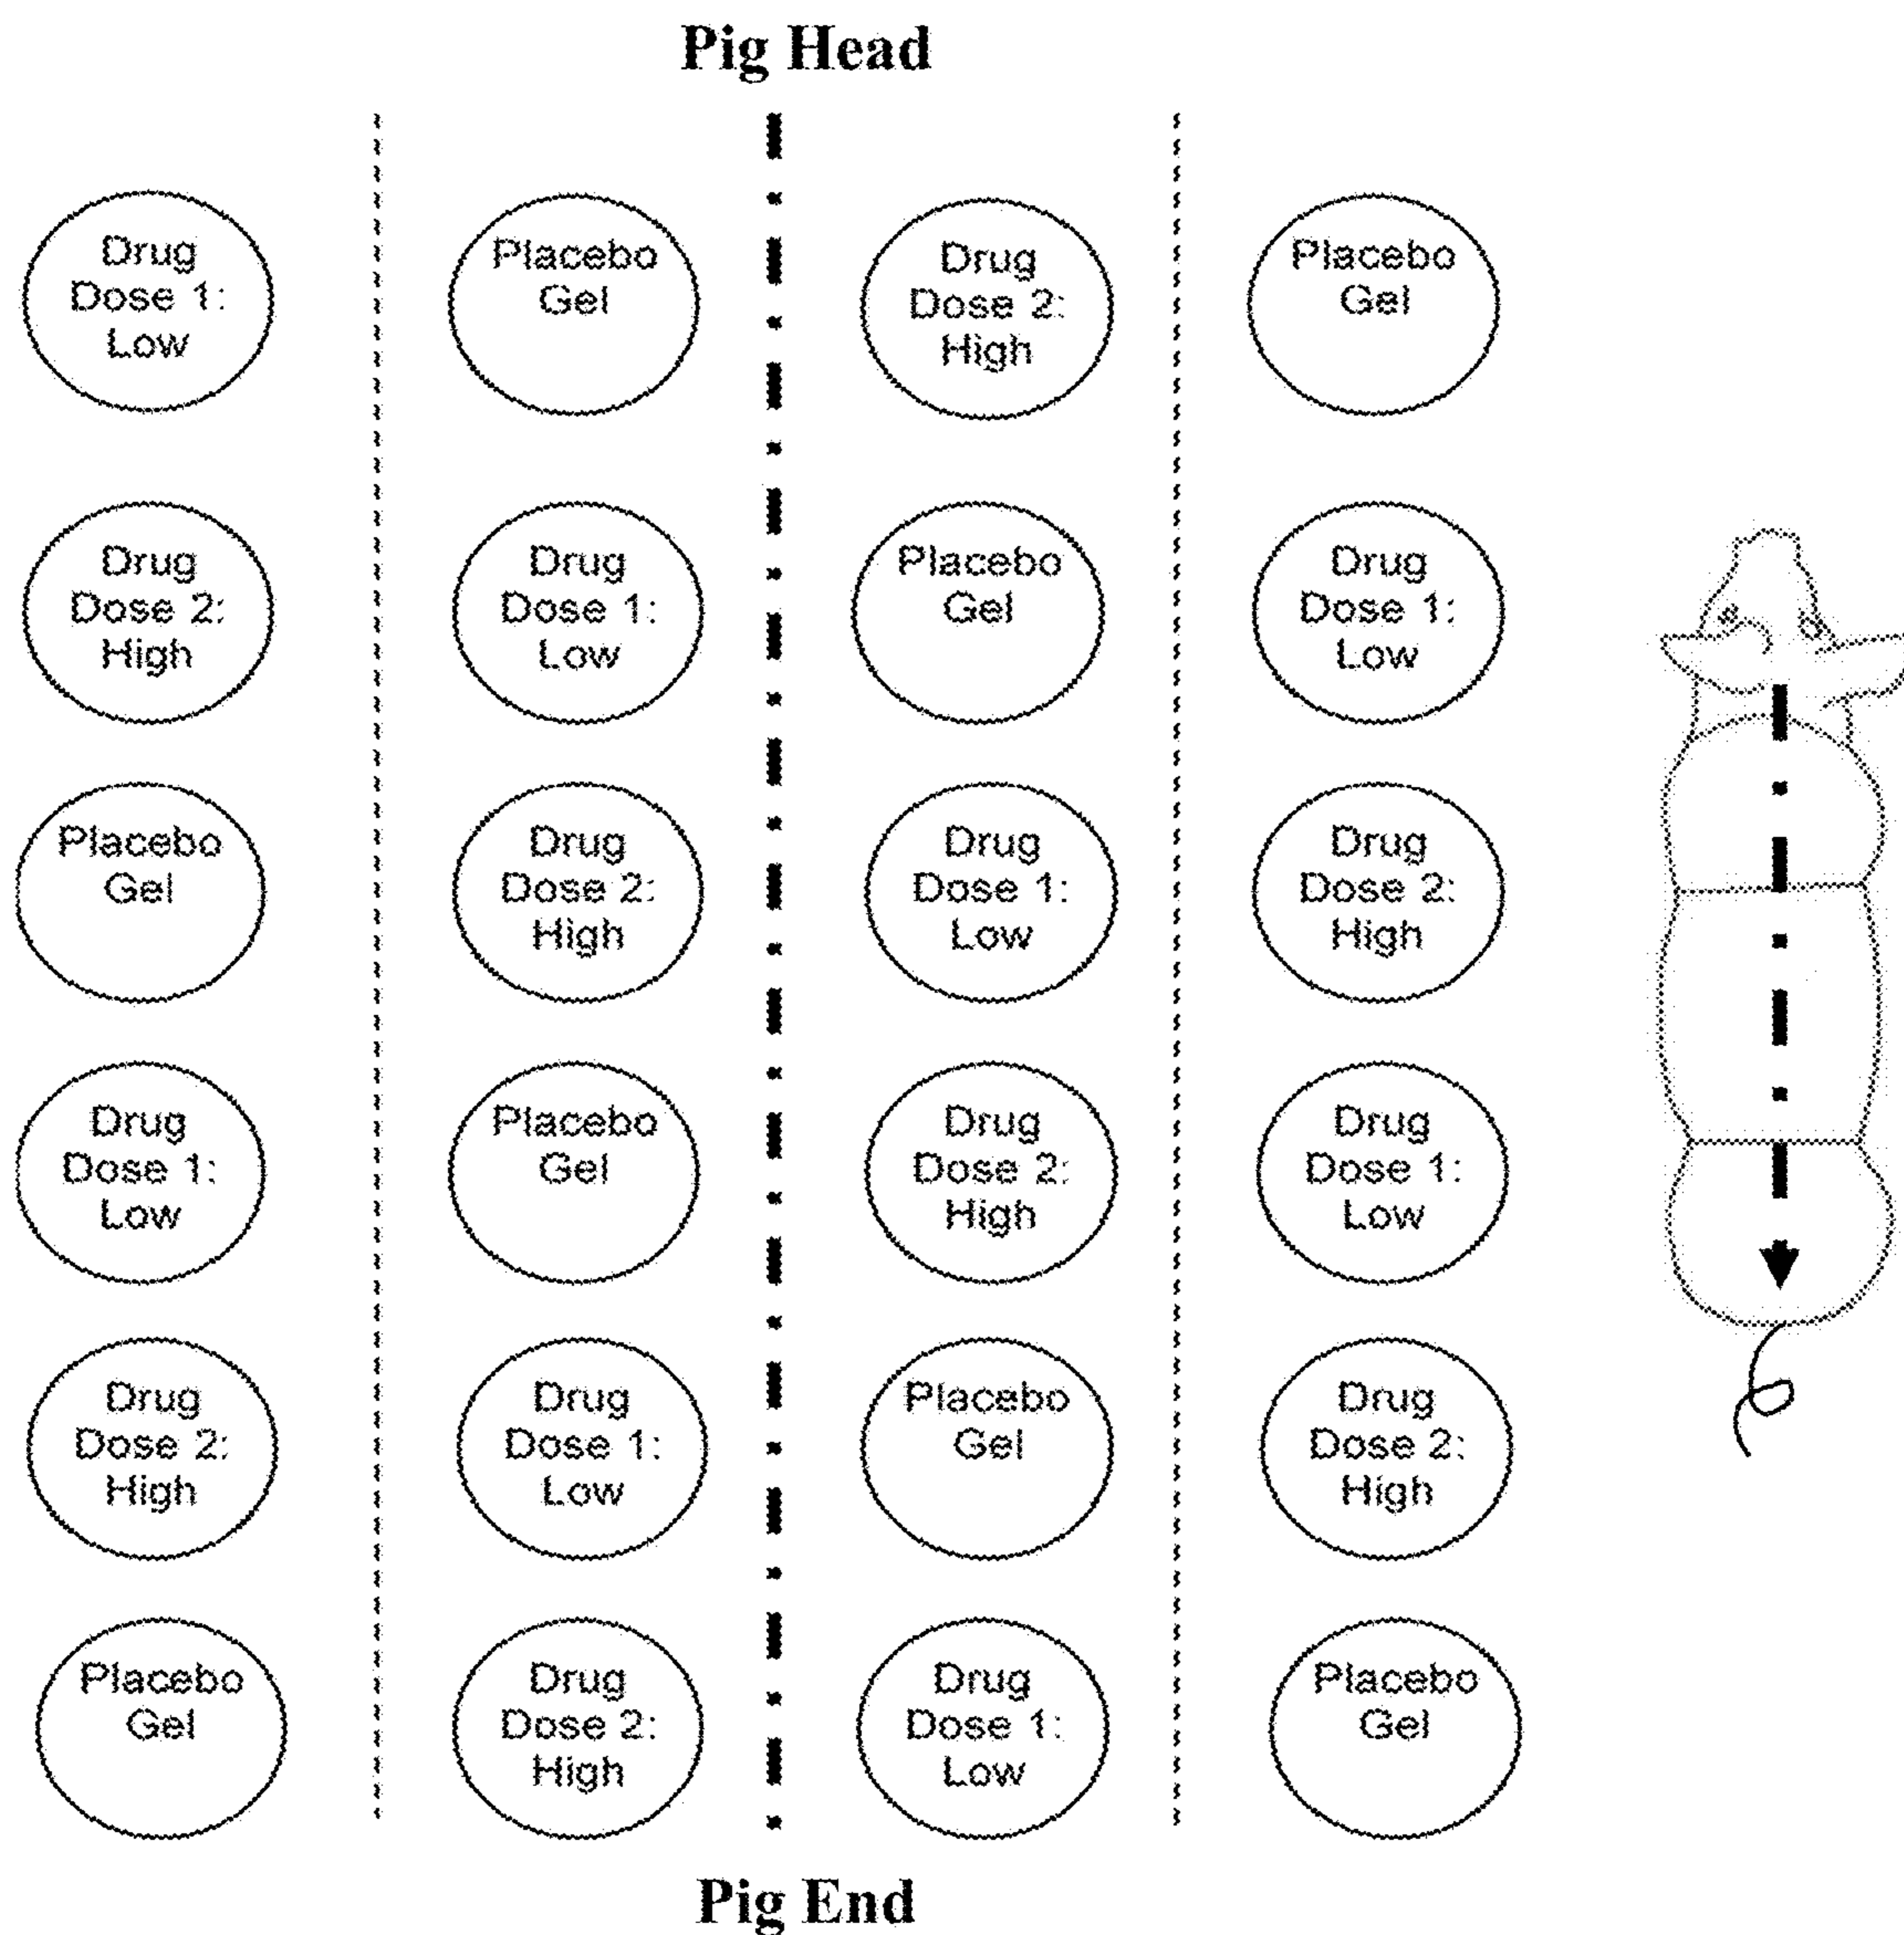 Pig Head
Drug
Dose 1:
Low
Placebo
Gel
Drug
Dose 2:
High
Placebo
Gel
Drug
Dose 2:
High
Drug
Dose 1:
Low
Placebo
Gel
Drug
Dose 1:
Low
Placebo
Gel
Drug
Dose 2:
High
Drug
Dose 1:
Low
Drug
Dose 2:
High
Drug
Dose 1:
Low
Placebo
Gel
Drug
Dose 2:
High
Drug
Dose 1:
Low
Drug
Dose 2:
High
Drug
Dose 1:
Low
Placebo
Gel
Drug
Dose 2:
High
Placebo
Gel
Drug
Dose 2:
High
Drug
Dose 1:
Low
Placebo
Gel
Pig End